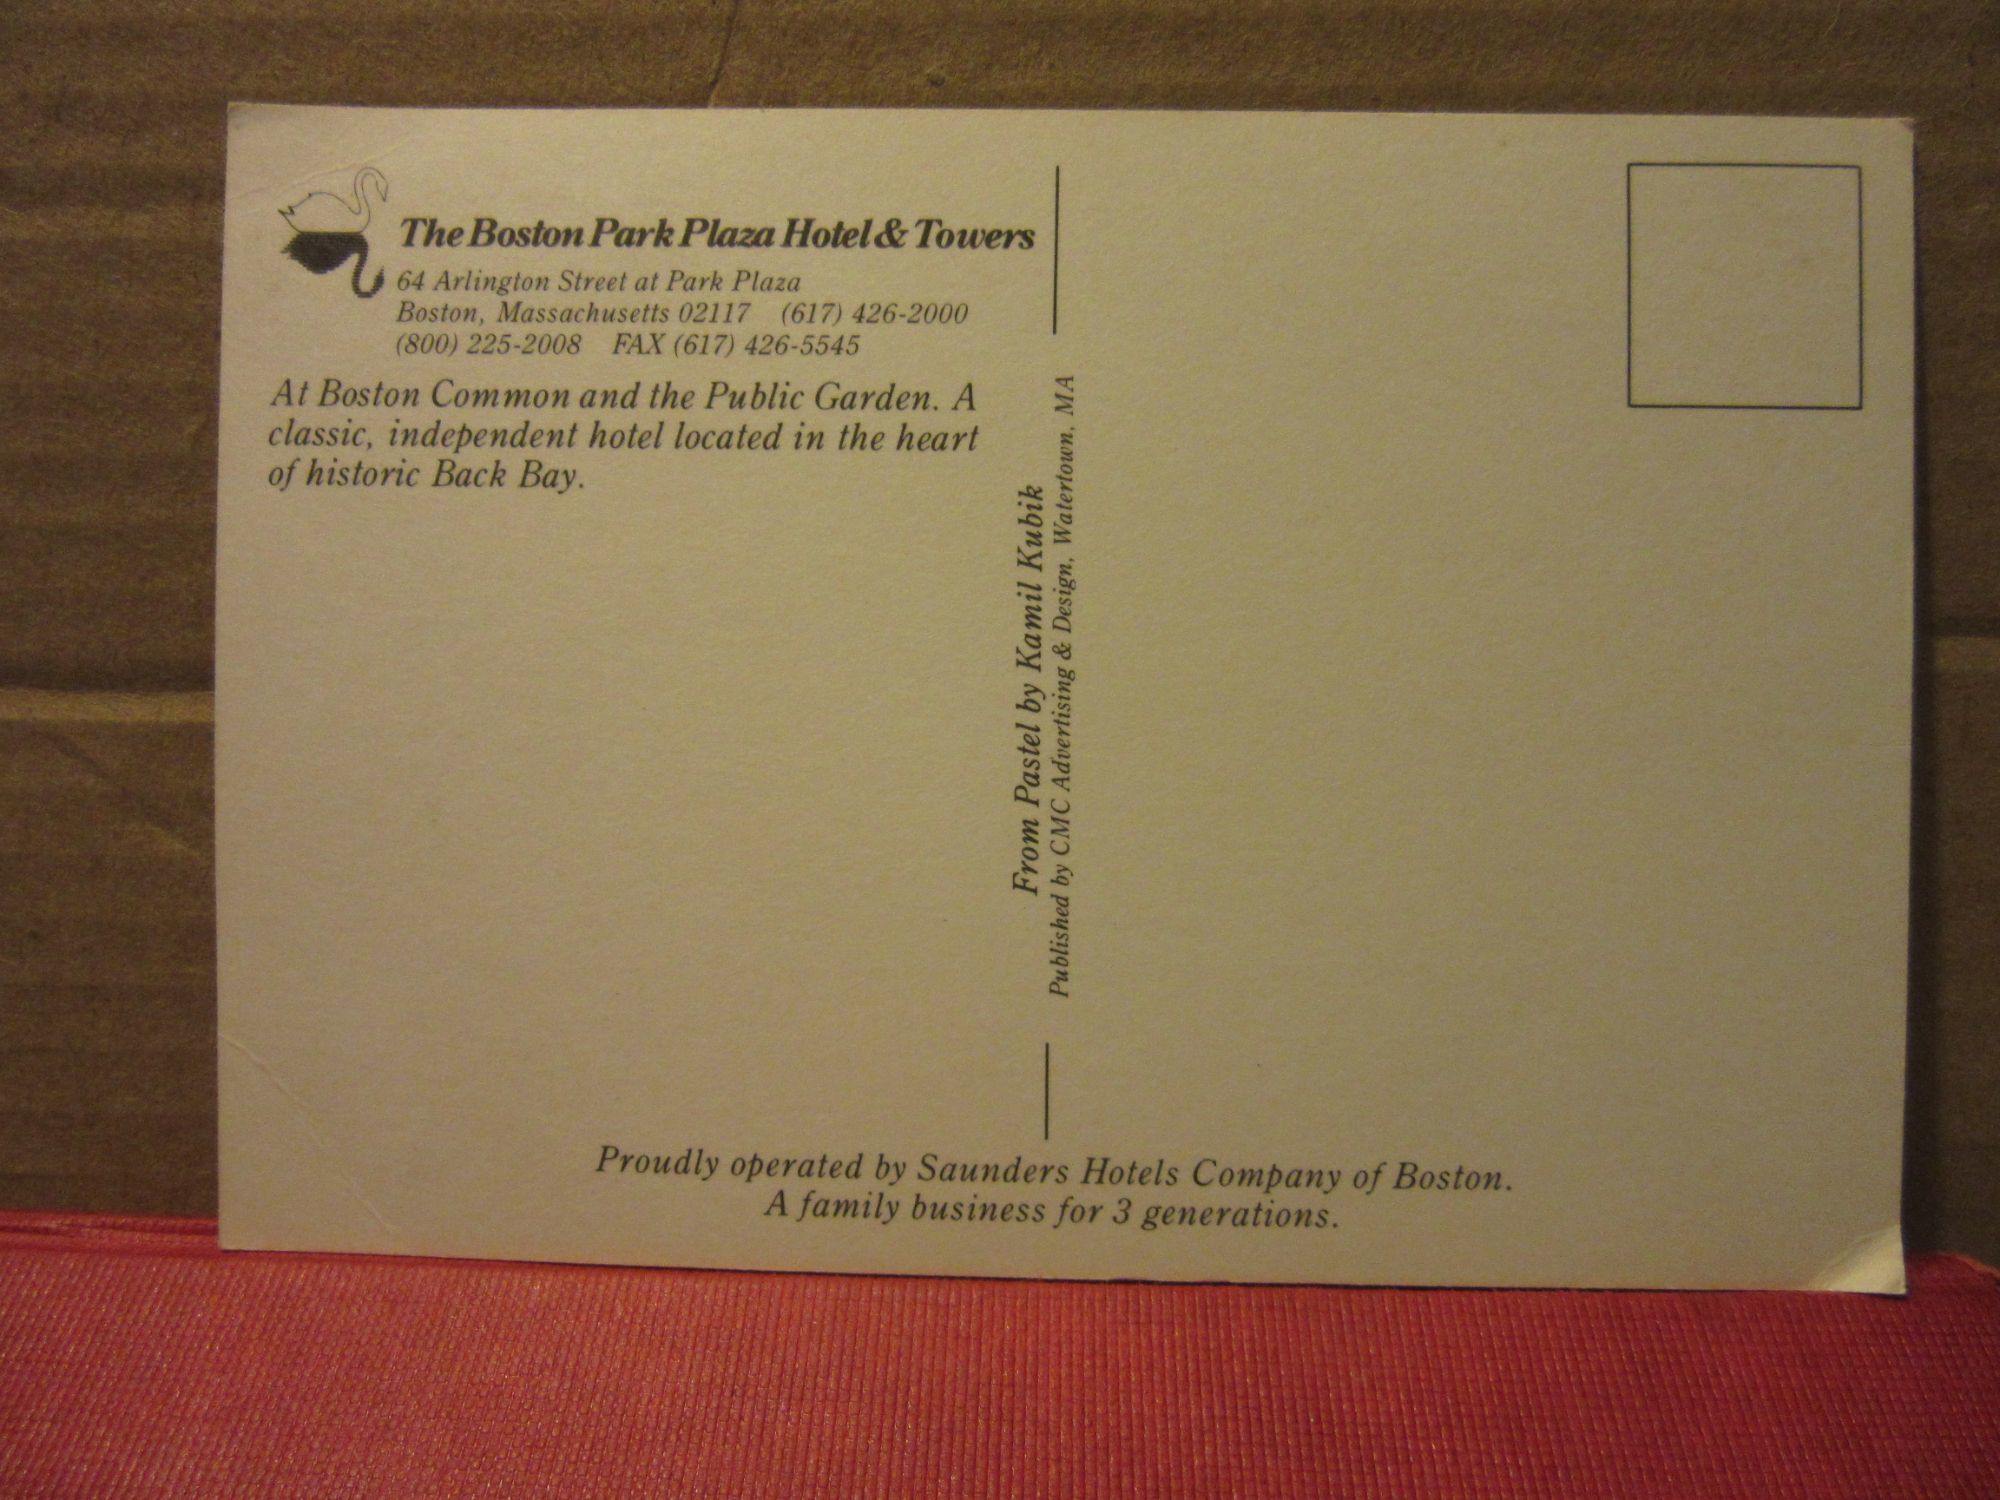 The Boston Park Plaza Hotel & Towers
64 Arlington Street at Park Plaza
Boston, Massachusetts 02117 (617) 426-2000
(800) 225-2008 FAX (617) 426-5545
At Boston Common and the Public Garden. A
classic, independent hotel located in the heart
of historic Back Bay.
From Pastel by Kamil Kubik
Published by CMC Advertising & Design, Watertown, MA
Proudly operated by Saunders Hotels Company of Boston.
A family business for 3 generations.